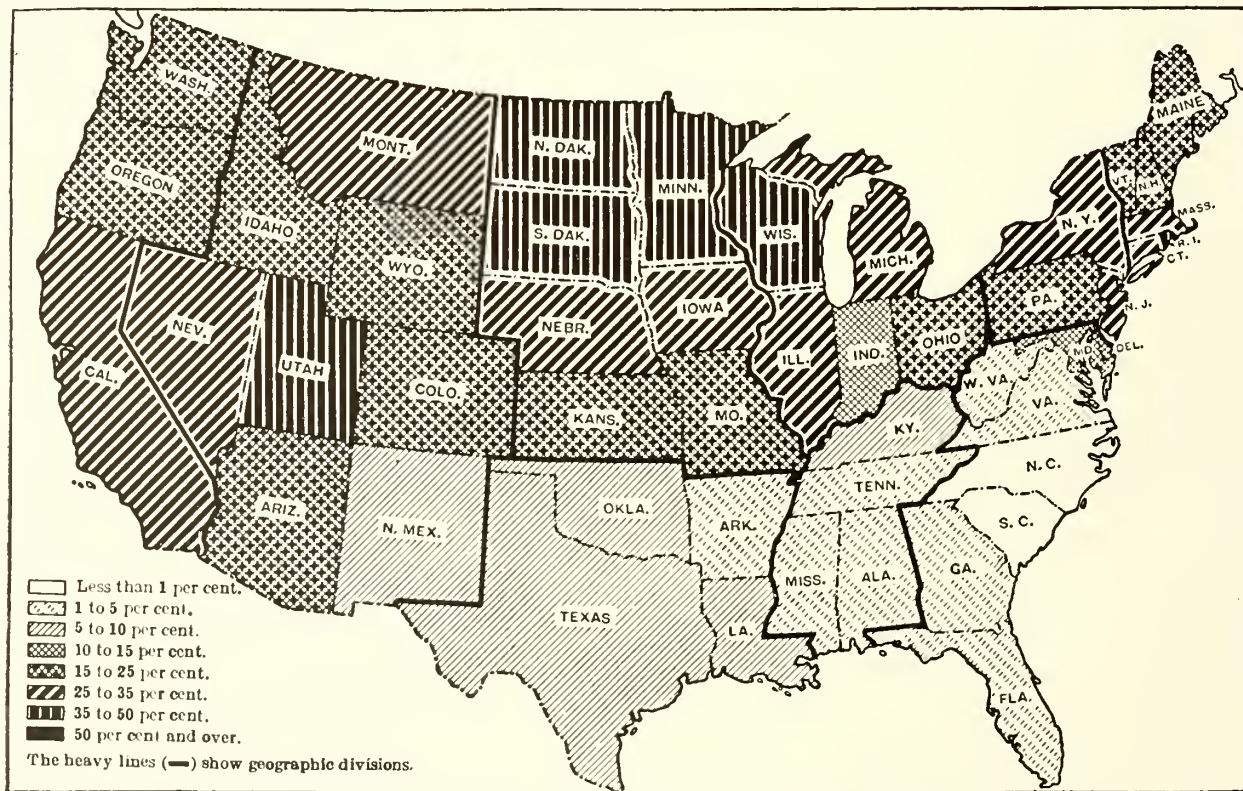 WASH.
MONT.
N. DAK.
MINN.
MAINE
OREGON
IDAHO
WYO.
S. DAK.
WIS.
MICH.
VT.
N.H.
N. Y.
MASS.
R. I.
CT.
NEV.
CAL.
UTAH
COLO.
NEBR.
IOWA
ILL.
IND.
OHIO
PA.
N. J.
DEL.
MD.
W. VA.
VA.
KANS.
MO.
KY.
ARIZ.
N. MEX.
OKLA.
ARK.
TENN.
N. C.
S. C.
TEXAS
LA.
MISS.
ALA.
GA.
FLA.
Less than 1 per cent.
1 to 5 per cent.
5 to 10 per cent.
10 to 15 per cent.
15 to 25 per cent.
25 to 35 per cent.
35 to 50 per cent.
50 per cent and over.
The heavy lines (▬) show geographic divisions.